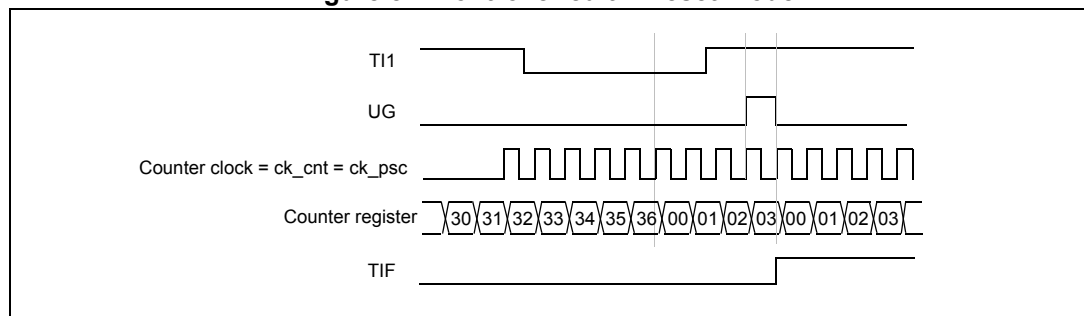 TI1
UG
Counter clock = ck_cnt = ck_psc
Counter register 30 31 32 33 34 35 36 00 01 02 03 00 01 02 03
TIF